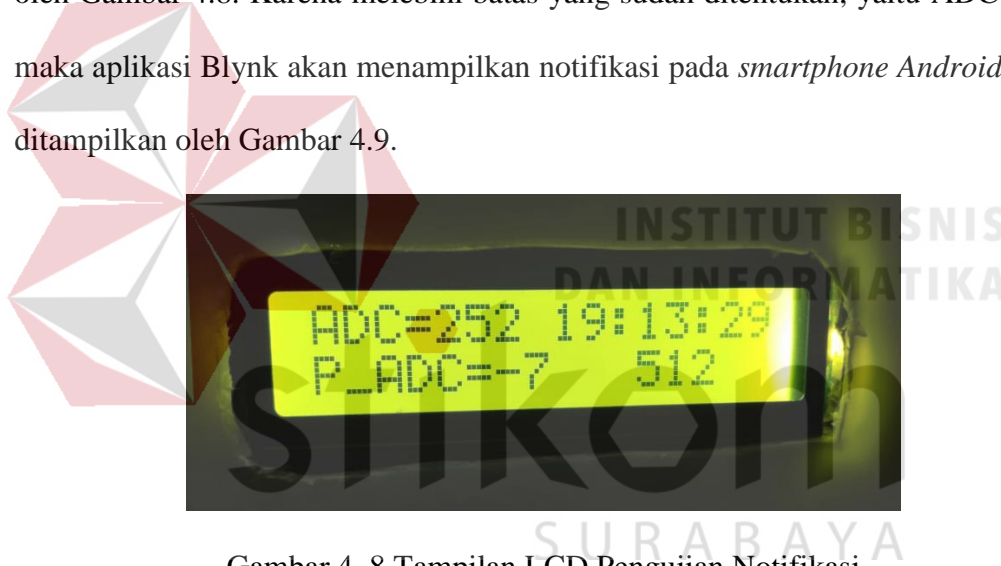 oleh Gambar 4.8. Karena melebihi batas yang sudah ditentukan, yaitu ADC
maka aplikasi Blynk akan menampilkan notifikasi pada smartphone Android
ditampilkan oleh Gambar 4.9.
INSTITUT BISNIS
DAN INFORMATIKA
ADC=252 19:13:29
P_ADC=-7 512
stikom
SURABAYA
Gambar 4. 8 Tampilan LCD Pengujian Notifikasi